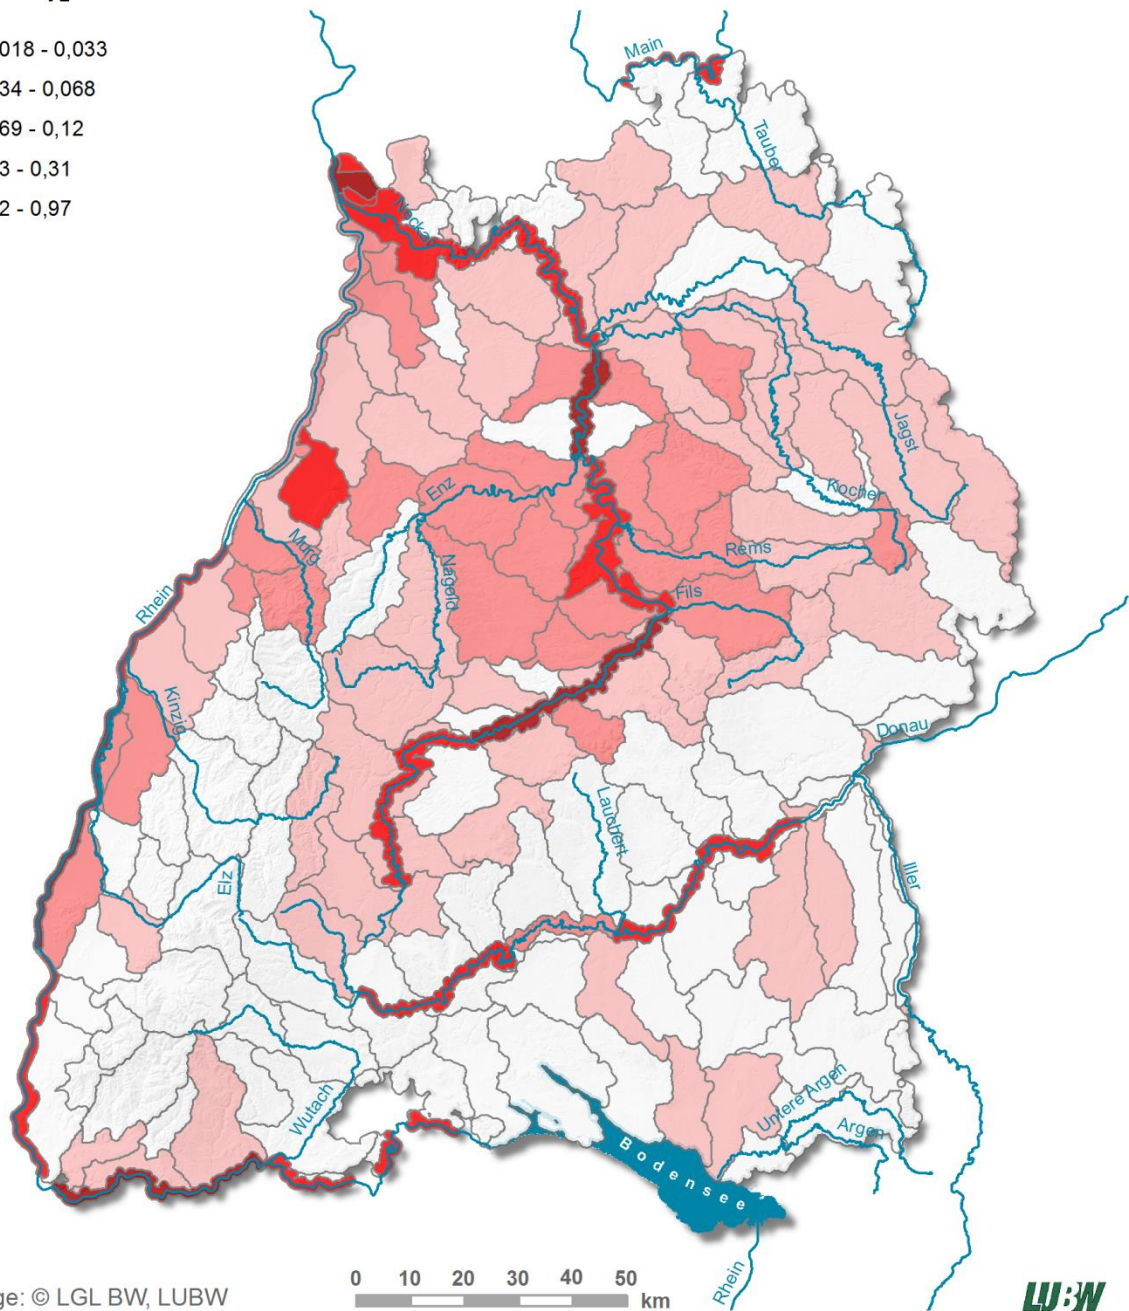 018 - 0,033
34 - 0,068
69 - 0,12
3 - 0,31
2 - 0,97
Main
Tauber
Neckar
Jagst
Kocher
Enz
Murg
Nagold
Rems
Rhein
Fils
Kinzig
Donau
Lauchert
Iller
Elz
Wutach
Untere Argen
Argen
Bodensee
Rhein
0 10 20 30 40 50
km
ge: © LGL BW, LUBW
LUBW